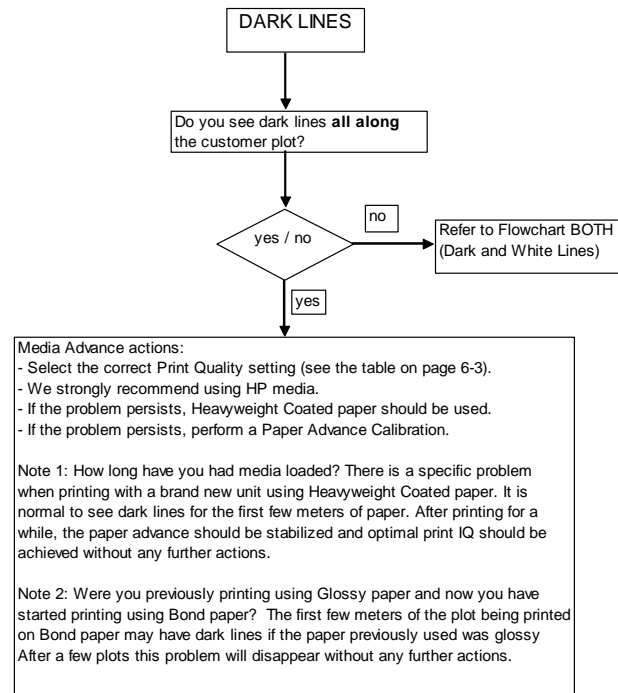 DARK LINES
Do you see dark lines all along
the customer plot?
yes / no
no
Refer to Flowchart BOTH
(Dark and White Lines)
yes
Media Advance actions:
- Select the correct Print Quality setting (see the table on page 6-3).
- We strongly recommend using HP media.
- If the problem persists, Heavyweight Coated paper should be used.
- If the problem persists, perform a Paper Advance Calibration.
Note 1: How long have you had media loaded? There is a specific problem
when printing with a brand new unit using Heavyweight Coated paper. It is
normal to see dark lines for the first few meters of paper. After printing for a
while, the paper advance should be stabilized and optimal print IQ should be
achieved without any further actions.
Note 2: Were you previously printing using Glossy paper and now you have
started printing using Bond paper? The first few meters of the plot being printed
on Bond paper may have dark lines if the paper previously used was glossy
After a few plots this problem will disappear without any further actions.